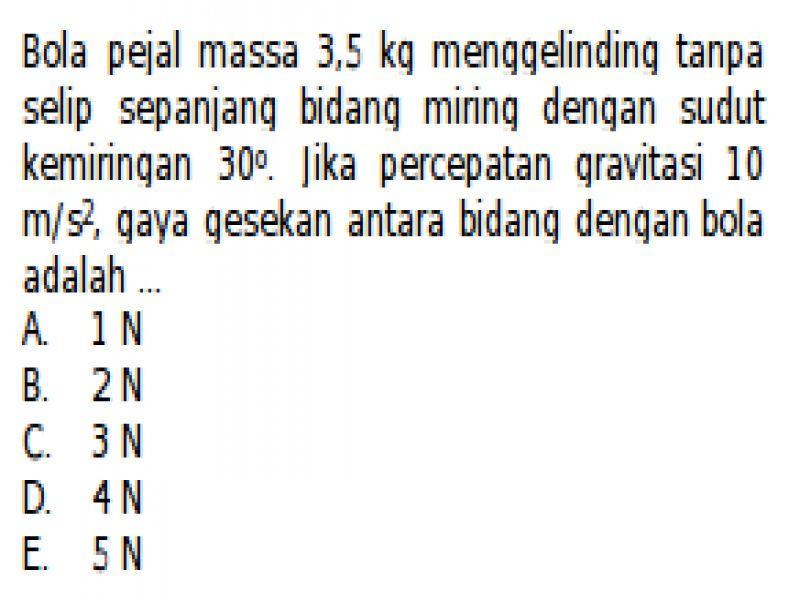 Bola pejal massa 3,5 kg menggelinding tanpa
selip sepanjang bidang miring dengan sudut
kemiringan 30º. Jika percepatan gravitasi 10
m/s², gaya gesekan antara bidang dengan bola
adalah ...
A. 1 N
B. 2 N
C. 3 N
D. 4 N
E. 5 N